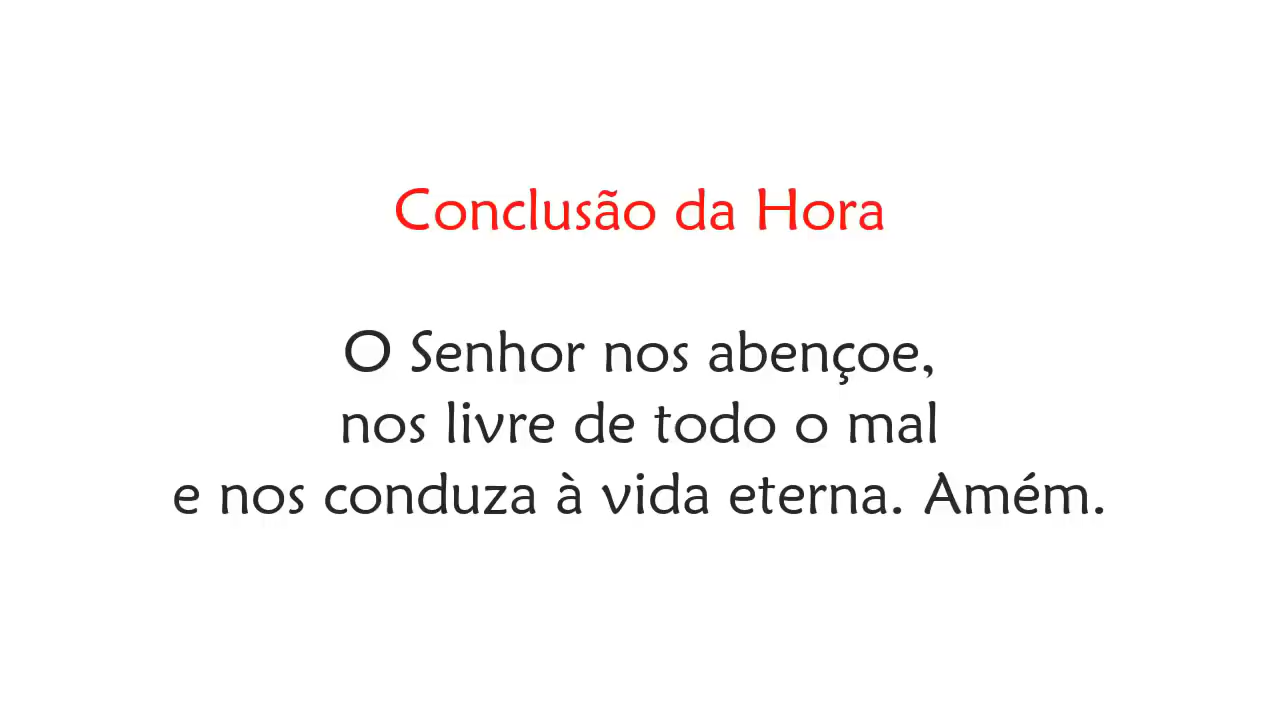 Conclusão da Hora
O Senhor nos abençoe,
nos livre de todo o mal
e nos conduza à vida eterna. Amém.